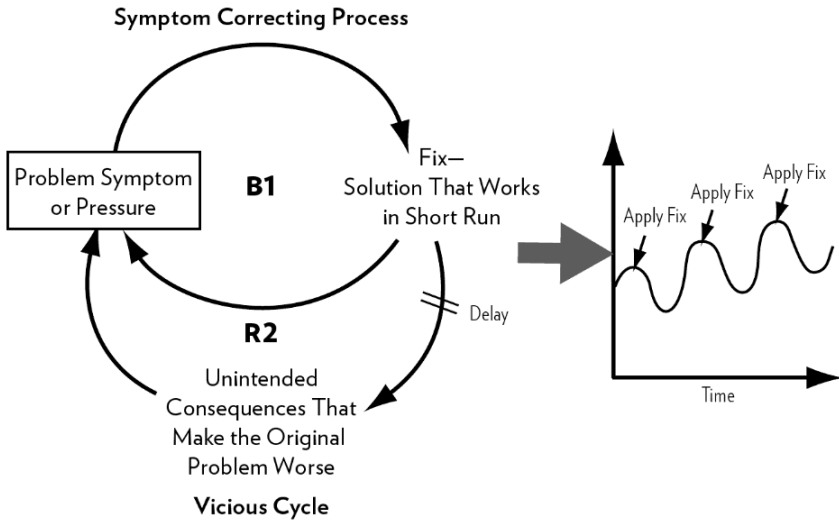 Symptom Correcting Process
Problem Symptom
or Pressure
B1
Fix—
Solution That Works
in Short Run
R2
Delay
Unintended
Consequences That
Make the Original
Problem Worse
Vicious Cycle
Apply Fix
Apply Fix
Apply Fix
Time